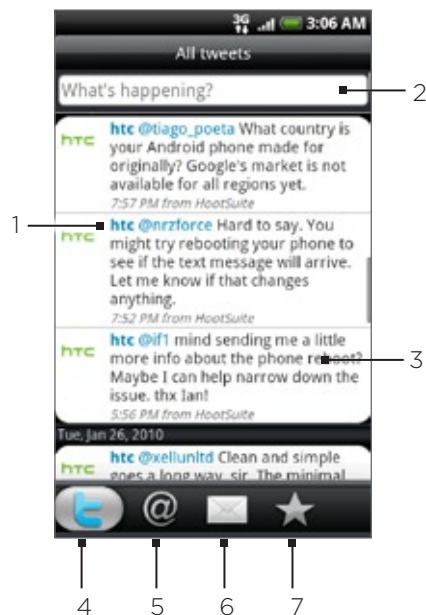 3G 3:06 AM
All tweets
What's happening?
2
htc @tiago_poeta What country is
your Android phone made for
originally? Google's market is not
available for all regions yet.
7:57 PM from HootSuite
hTC
1
htc @nrzforce Hard to say. You
might try rebooting your phone to
see if the text message will arrive.
Let me know if that changes
anything.
7:52 PM from HootSuite
hTC
htc @if1 mind sending me a little
more info about the phone reboot?
Maybe I can help narrow down the
issue. thx Ian!
5:56 PM from HootSuite
hTC
3
Tue, Jan 26, 2010
htc @xellunltd Clean and simple
goes a long way, sir. The minimal
hTC
t @
4 5 6 7